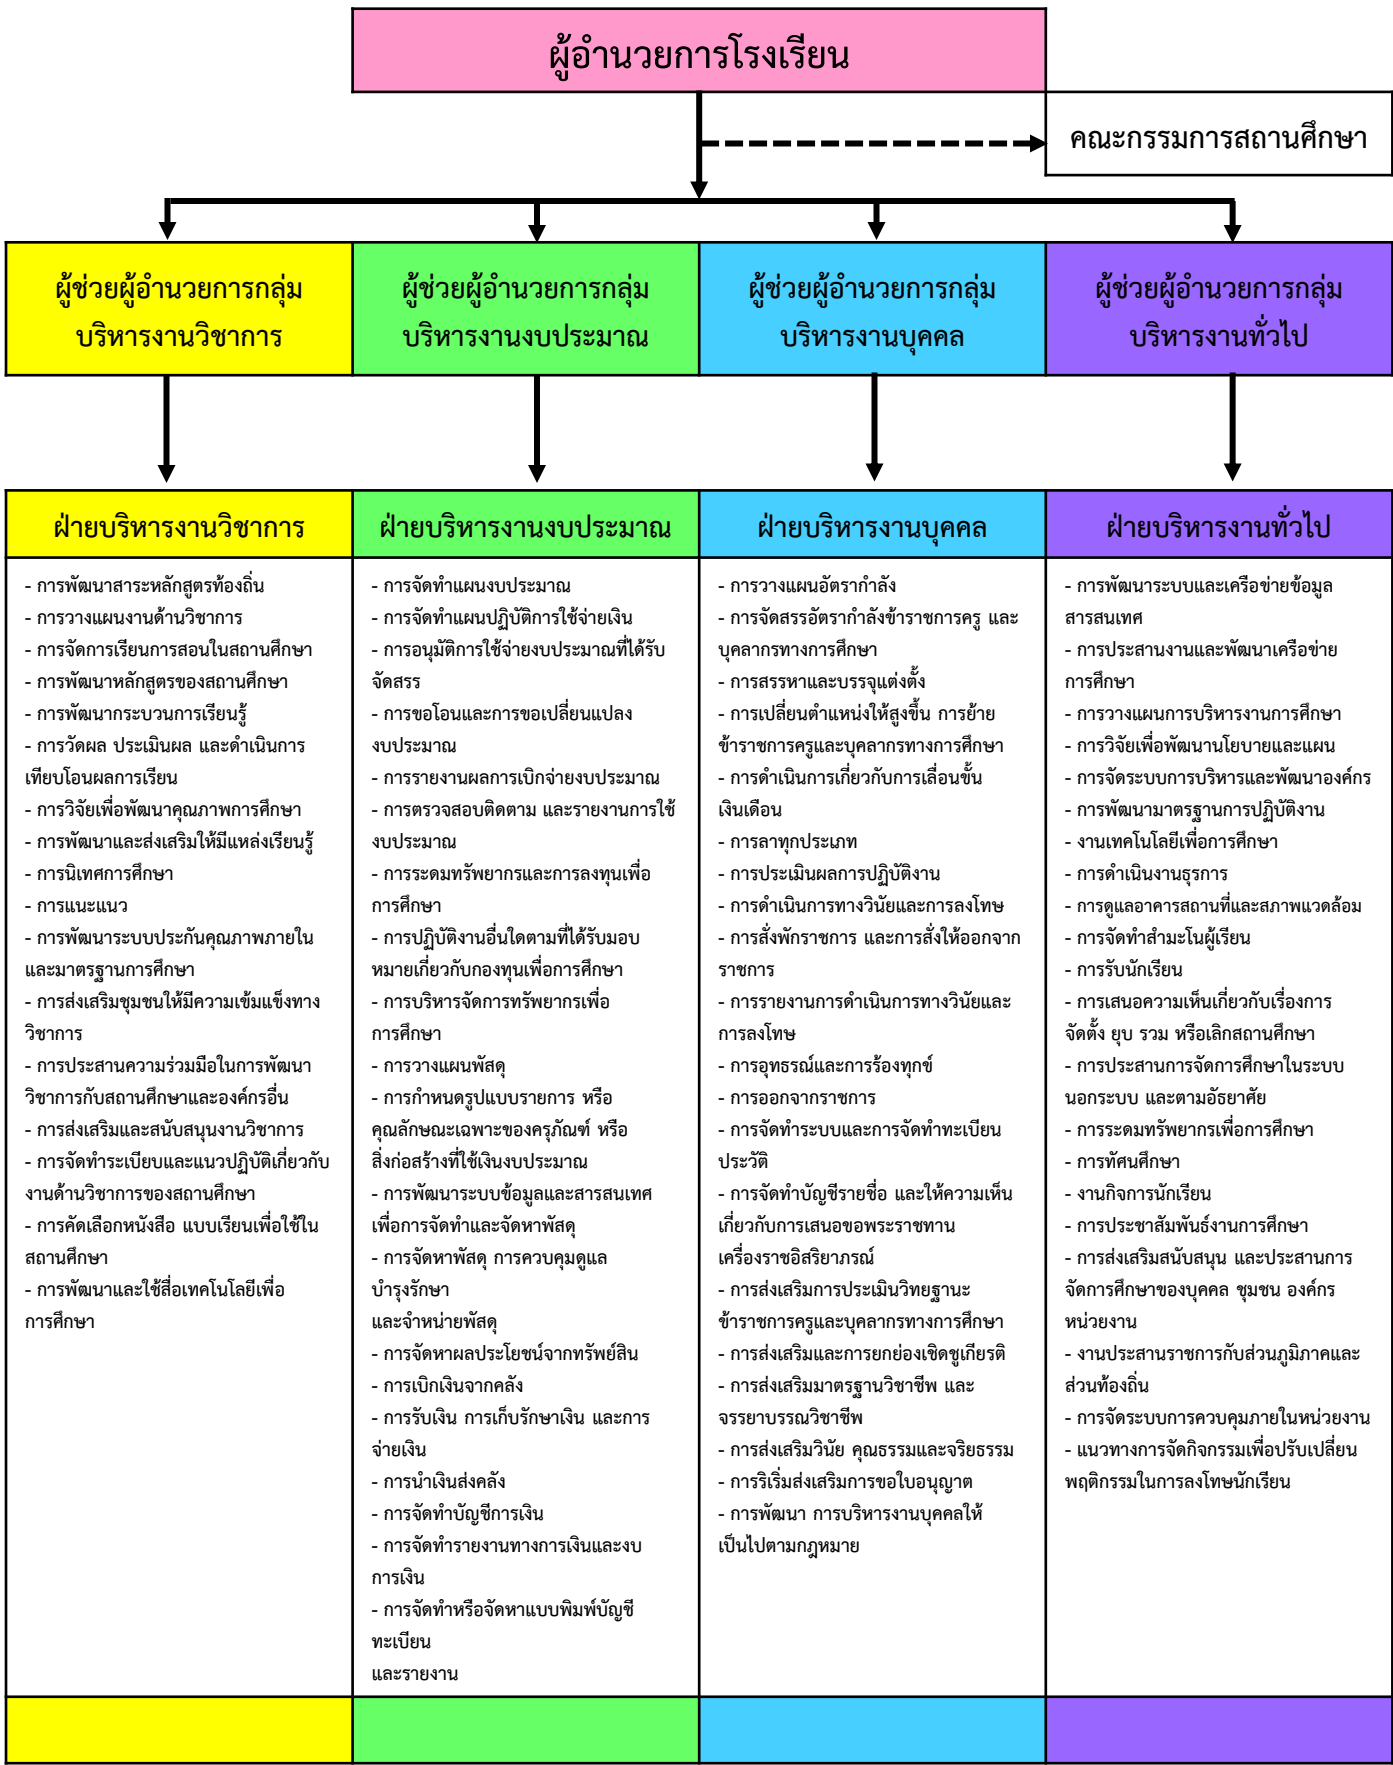 ผู้อำนวยการโรงเรียน
คณะกรรมการสถานศึกษา
ผู้ช่วยผู้อำนวยการกลุ่ม
บริหารงานวิชาการ
ผู้ช่วยผู้อำนวยการกลุ่ม
บริหารงานงบประมาณ
ผู้ช่วยผู้อำนวยการกลุ่ม
บริหารงานบุคคล
ผู้ช่วยผู้อำนวยการกลุ่ม
บริหารงานทั่วไป
ฝ่ายบริหารงานวิชาการ
- การพัฒนาสาระหลักสูตรท้องถิ่น
- การวางแผนงานด้านวิชาการ
- การจัดการเรียนการสอนในสถานศึกษา
- การพัฒนาหลักสูตรของสถานศึกษา
- การพัฒนากระบวนการเรียนรู้
- การวัดผล ประเมินผล และดำเนินการ
เทียบโอนผลการเรียน
- การวิจัยเพื่อพัฒนาคุณภาพการศึกษา
- การพัฒนาและส่งเสริมให้มีแหล่งเรียนรู้
- การนิเทศการศึกษา
- การแนะแนว
- การพัฒนาระบบประกันคุณภาพภายใน
และมาตรฐานการศึกษา
- การส่งเสริมชุมชนให้มีความเข้มแข็งทาง
วิชาการ
- การประสานความร่วมมือในการพัฒนา
วิชาการกับสถานศึกษาและองค์กรอื่น
- การส่งเสริมและสนับสนุนงานวิชาการ
- การจัดทำระเบียบและแนวปฏิบัติเกี่ยวกับ
งานด้านวิชาการของสถานศึกษา
- การคัดเลือกหนังสือ แบบเรียนเพื่อใช้ใน
สถานศึกษา
- การพัฒนาและใช้สื่อเทคโนโลยีเพื่อ
การศึกษา
ฝ่ายบริหารงานงบประมาณ
- การจัดทำแผนงบประมาณ
- การจัดทำแผนปฏิบัติการใช้จ่ายเงิน
- การอนุมัติการใช้จ่ายงบประมาณที่ได้รับ
จัดสรร
- การขอโอนและการขอเปลี่ยนแปลง
งบประมาณ
- การรายงานผลการเบิกจ่ายงบประมาณ
- การตรวจสอบติดตาม และรายงานการใช้
งบประมาณ
- การระดมทรัพยากรและการลงทุนเพื่อ
การศึกษา
- การปฏิบัติงานอื่นใดตามที่ได้รับมอบ
หมายเกี่ยวกับกองทุนเพื่อการศึกษา
- การบริหารจัดการทรัพยากรเพื่อ
การศึกษา
- การวางแผนพัสดุ
- การกำหนดรูปแบบรายการ หรือ
คุณลักษณะเฉพาะของครุภัณฑ์ หรือ
สิ่งก่อสร้างที่ใช้เงินงบประมาณ
- การพัฒนาระบบข้อมูลและสารสนเทศ
เพื่อการจัดทำและจัดหาพัสดุ
- การจัดหาพัสดุ การควบคุมดูแล
บำรุงรักษา
และจำหน่ายพัสดุ
- การจัดหาผลประโยชน์จากทรัพย์สิน
- การเบิกเงินจากคลัง
- การรับเงิน การเก็บรักษาเงิน และการ
จ่ายเงิน
- การนำเงินส่งคลัง
- การจัดทำบัญชีการเงิน
- การจัดทำรายงานทางการเงินและงบ
การเงิน
- การจัดทำหรือจัดหาแบบพิมพ์บัญชี
ทะเบียน
และรายงาน
ฝ่ายบริหารงานบุคคล
- การวางแผนอัตรากำลัง
- การจัดสรรอัตรากำลังข้าราชการครู และ
บุคลากรทางการศึกษา
- การสรรหาและบรรจุแต่งตั้ง
- การเปลี่ยนตำแหน่งให้สูงขึ้น การย้าย
ข้าราชการครูและบุคลากรทางการศึกษา
- การดำเนินการเกี่ยวกับการเลื่อนขั้น
เงินเดือน
- การลาทุกประเภท
- การประเมินผลการปฏิบัติงาน
- การดำเนินการทางวินัยและการลงโทษ
- การสั่งพักราชการ และการสั่งให้ออกจาก
ราชการ
- การรายงานการดำเนินการทางวินัยและ
การลงโทษ
- การอุทธรณ์และการร้องทุกข์
- การออกจากราชการ
- การจัดทำระบบและการจัดทำทะเบียน
ประวัติ
- การจัดทำบัญชีรายชื่อ และให้ความเห็น
เกี่ยวกับการเสนอขอพระราชทาน
เครื่องราชอิสริยาภรณ์
- การส่งเสริมการประเมินวิทยฐานะ
ข้าราชการครูและบุคลากรทางการศึกษา
- การส่งเสริมและการยกย่องเชิดชูเกียรติ
- การส่งเสริมมาตรฐานวิชาชีพ และ
จรรยาบรรณวิชาชีพ
- การส่งเสริมวินัย คุณธรรมและจริยธรรม
- การริเริ่มส่งเสริมการขอใบอนุญาต
- การพัฒนา การบริหารงานบุคคลให้
เป็นไปตามกฎหมาย
ฝ่ายบริหารงานทั่วไป
- การพัฒนาระบบและเครือข่ายข้อมูล
สารสนเทศ
- การประสานงานและพัฒนาเครือข่าย
การศึกษา
- การวางแผนการบริหารงานการศึกษา
- การวิจัยเพื่อพัฒนานโยบายและแผน
- การจัดระบบการบริหารและพัฒนาองค์กร
- การพัฒนามาตรฐานการปฏิบัติงาน
- งานเทคโนโลยีเพื่อการศึกษา
- การดำเนินงานธุรการ
- การดูแลอาคารสถานที่และสภาพแวดล้อม
- การจัดทำสำมะโนผู้เรียน
- การรับนักเรียน
- การเสนอความเห็นเกี่ยวกับเรื่องการ
จัดตั้ง ยุบ รวม หรือเลิกสถานศึกษา
- การประสานการจัดการศึกษาในระบบ
นอกระบบ และตามอัธยาศัย
- การระดมทรัพยากรเพื่อการศึกษา
- การทัศนศึกษา
- งานกิจการนักเรียน
- การประชาสัมพันธ์งานการศึกษา
- การส่งเสริมสนับสนุน และประสานการ
จัดการศึกษาของบุคคล ชุมชน องค์กร
หน่วยงาน
- งานประสานราชการกับส่วนภูมิภาคและ
ส่วนท้องถิ่น
- การจัดระบบการควบคุมภายในหน่วยงาน
- แนวทางการจัดกิจกรรมเพื่อปรับเปลี่ยน
พฤติกรรมในการลงโทษนักเรียน